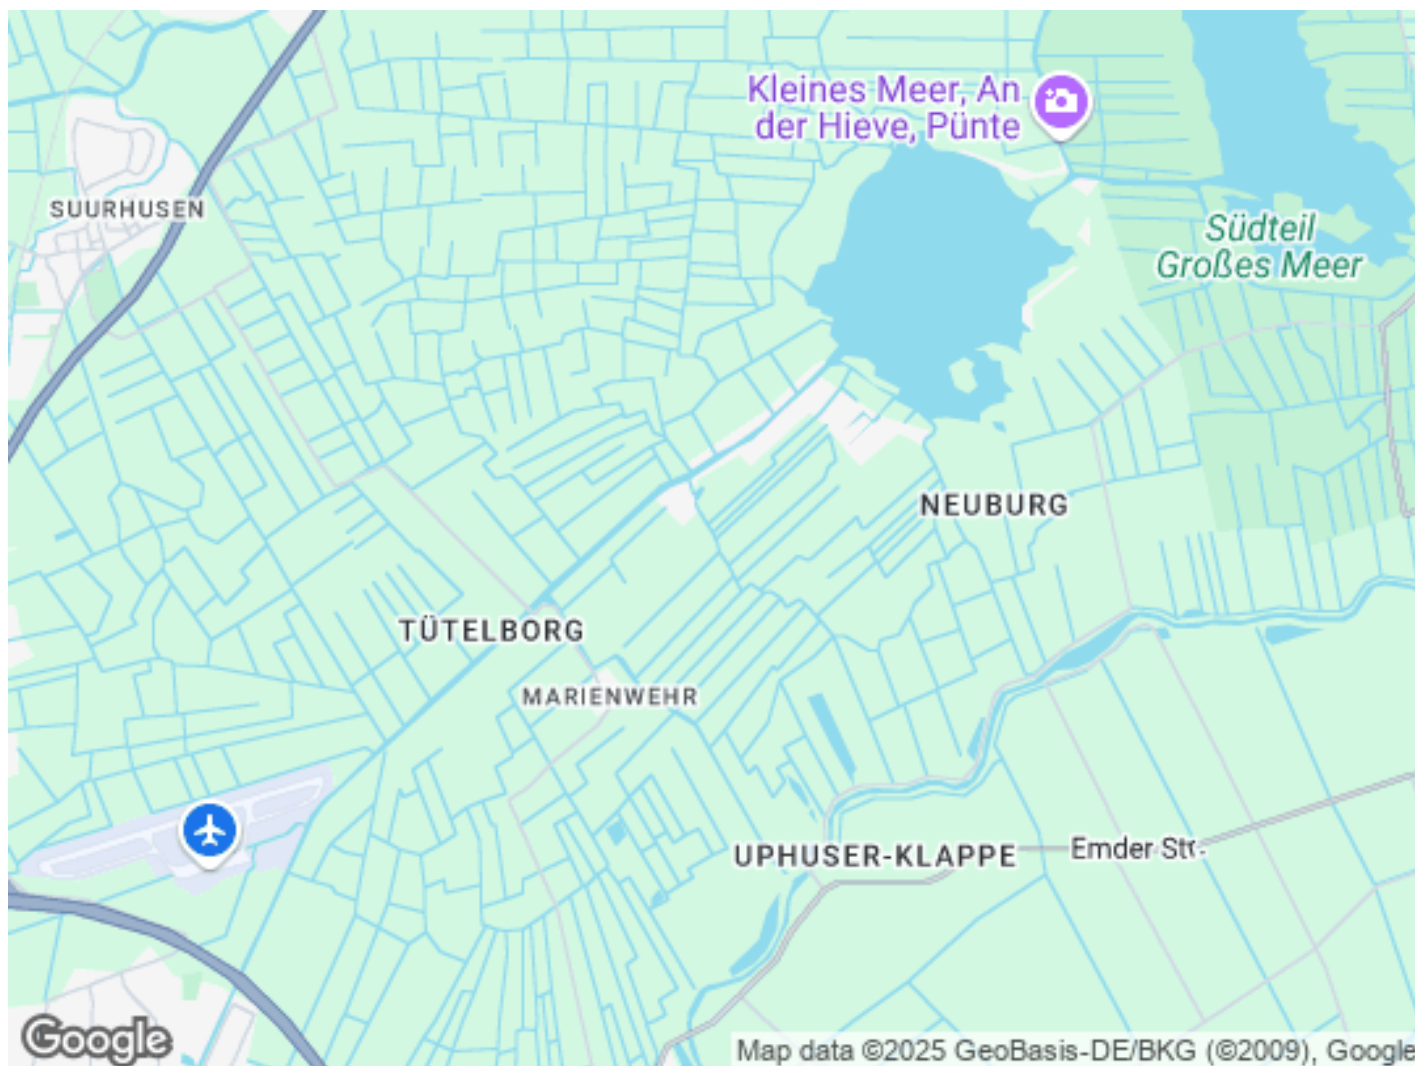 Kleines Meer, An
der Hieve, Pünte
SUURHUSEN
Südteil
Großes Meer
NEUBURG
TÜTELBORG
MARIENWEHR
UPHUSER-KLAPPE
Emder Str.
Google
Map data ©2025 GeoBasis-DE/BKG (©2009), Google